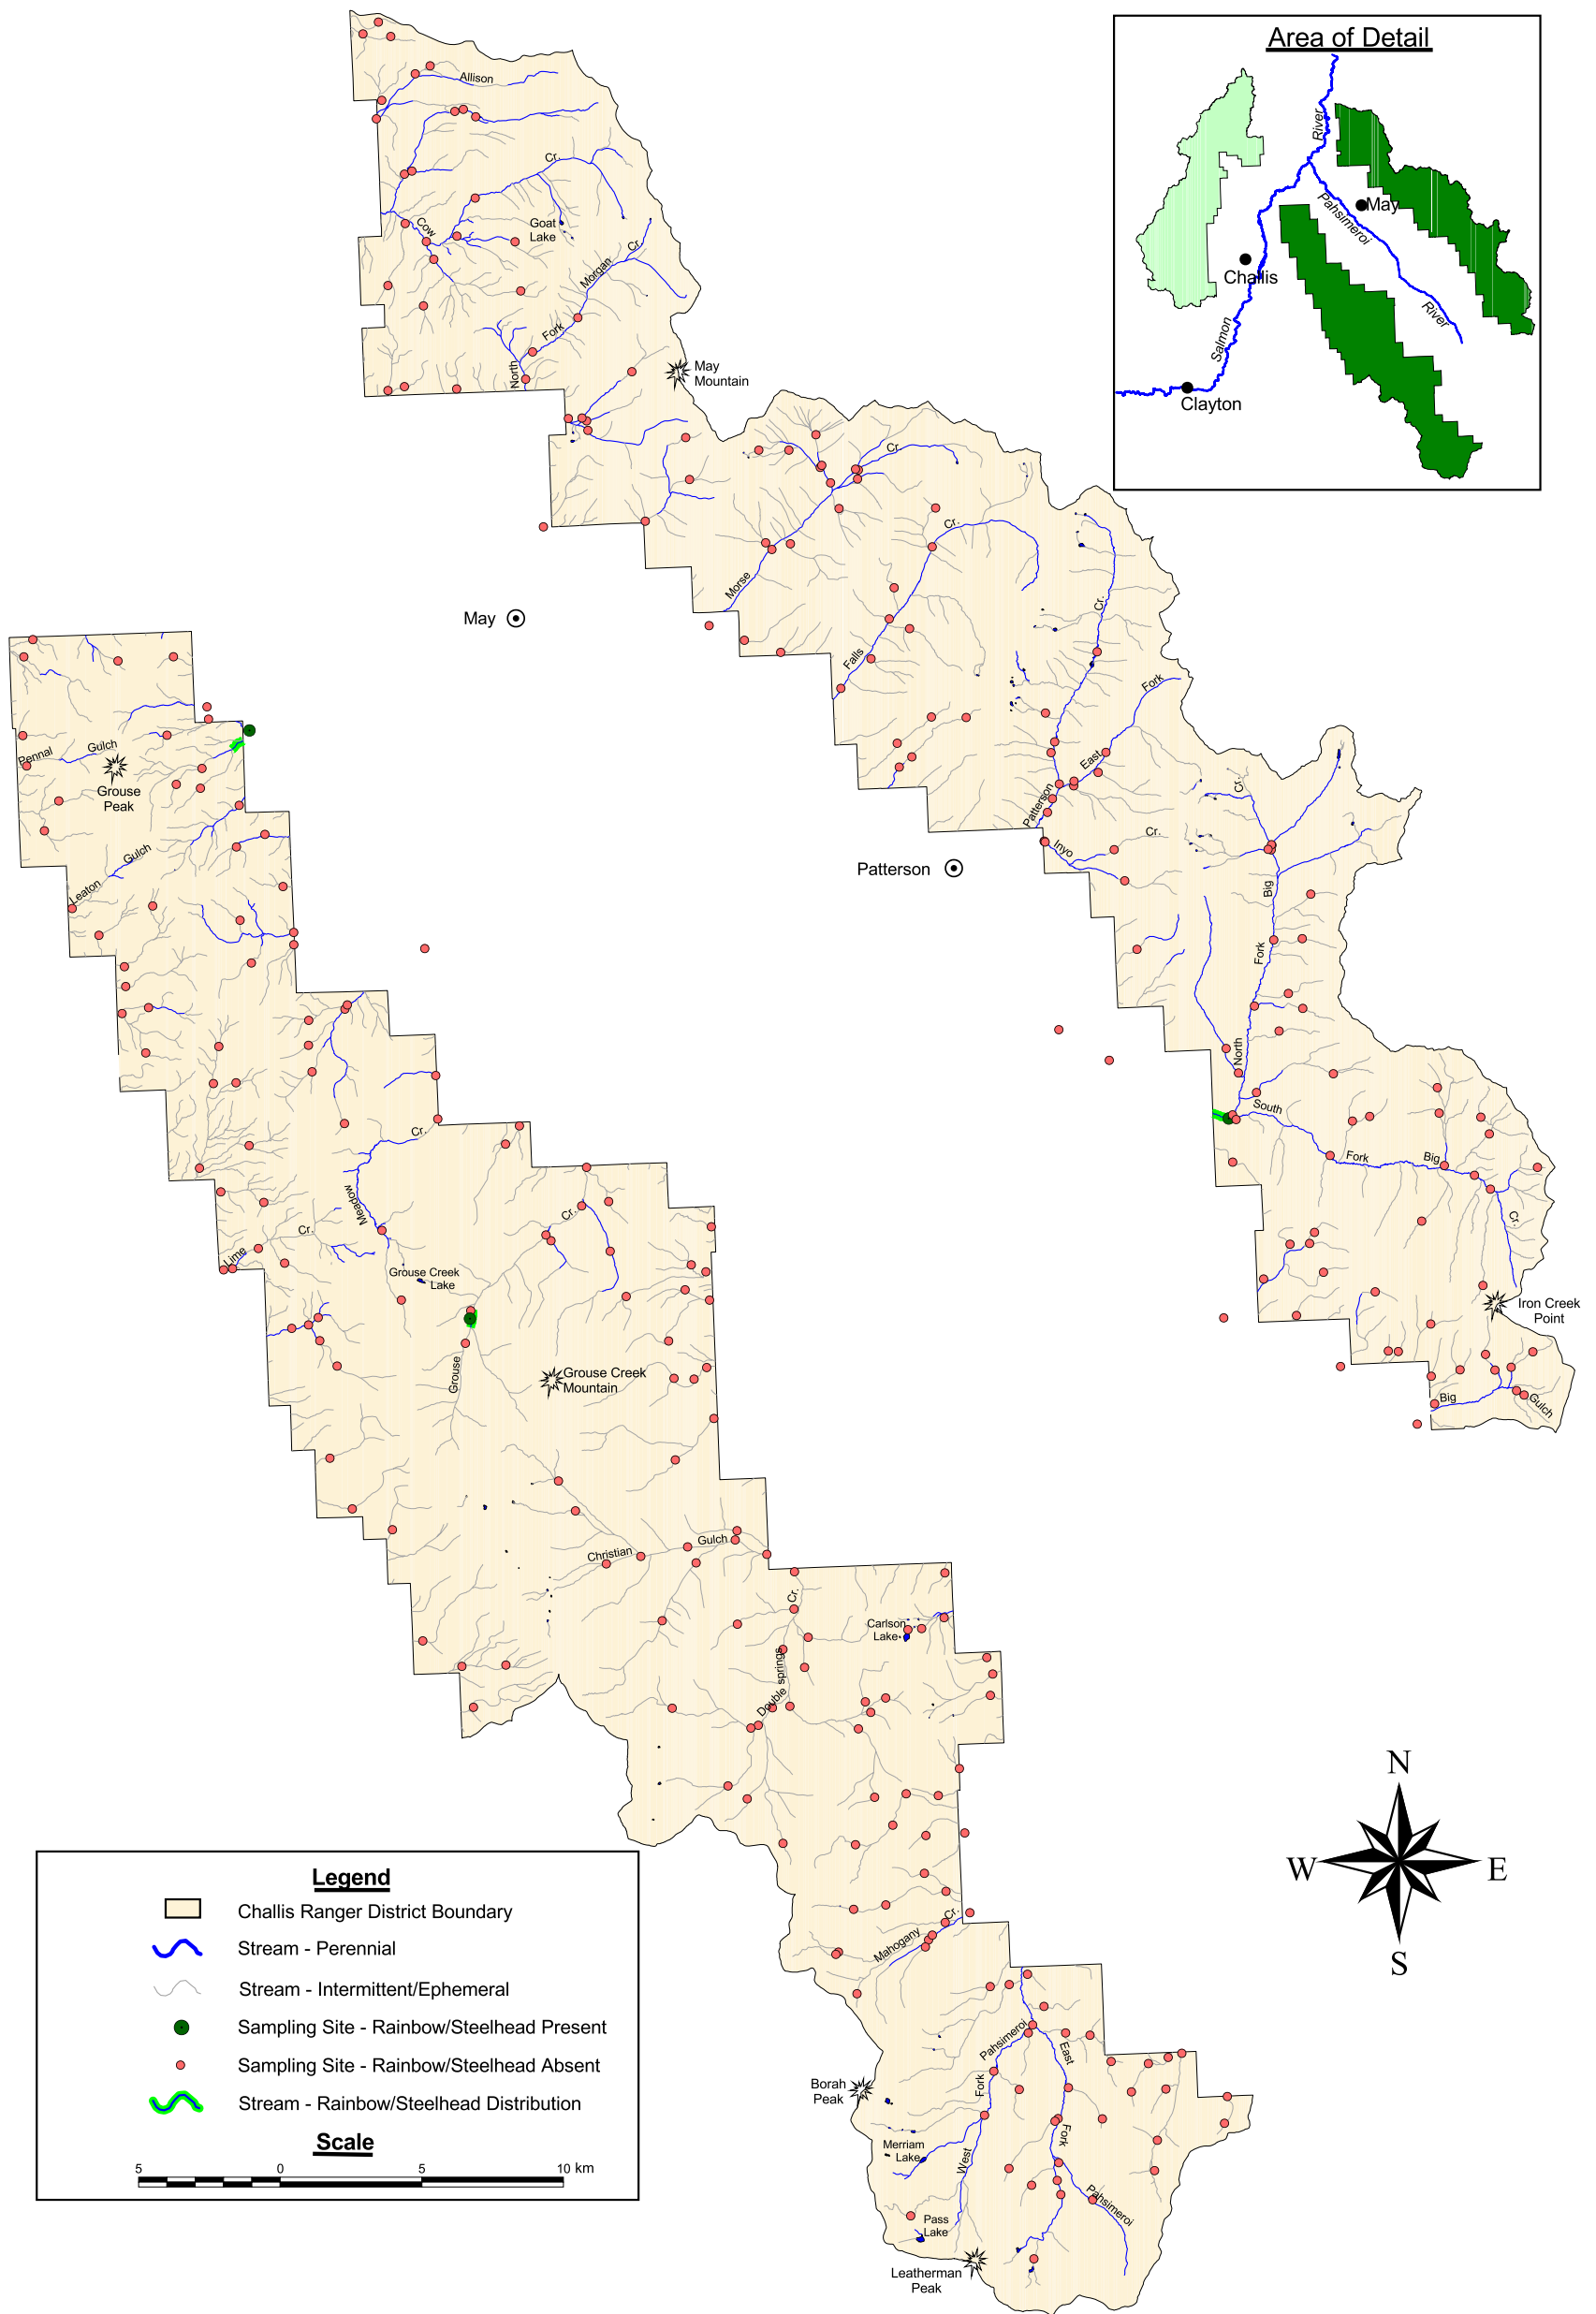 Area of Detail
River
Pahsimeroi
May
Challis
River
Salmon
Clayton
Allison
Cr.
Goat
Lake
Cow
Cr.
Morgan
Fork
North
May
Mountain
Cr.
Cr.
Morse
May
Falls
Cr.
Fork
East
Patterson
Inyo
Cr.
Cr.
Patterson
Big
Fork
North
South
Fork
Big
Cr.
Iron Creek
Point
Big
Gulch
Pennal
Gulch
Grouse
Peak
Gulch
Leaton
Cr.
Meadow
Cr.
Lime
Cr.
Grouse Creek
Lake
Grouse
Grouse Creek
Mountain
Christian
Gulch
Cr.
springs
Double
Carlson
Lake
Mahogany
Cr.
Pahsimeroi
East
Fork
Borah
Peak
Merriam
Lake
West
Fork
Pahsimeroi
Pass
Lake
Leatherman
Peak
N
W
E
S
Legend
Challis Ranger District Boundary
Stream - Perennial
Stream - Intermittent/Ephemeral
Sampling Site - Rainbow/Steelhead Present
Sampling Site - Rainbow/Steelhead Absent
Stream - Rainbow/Steelhead Distribution
Scale
5 0 5 10 km